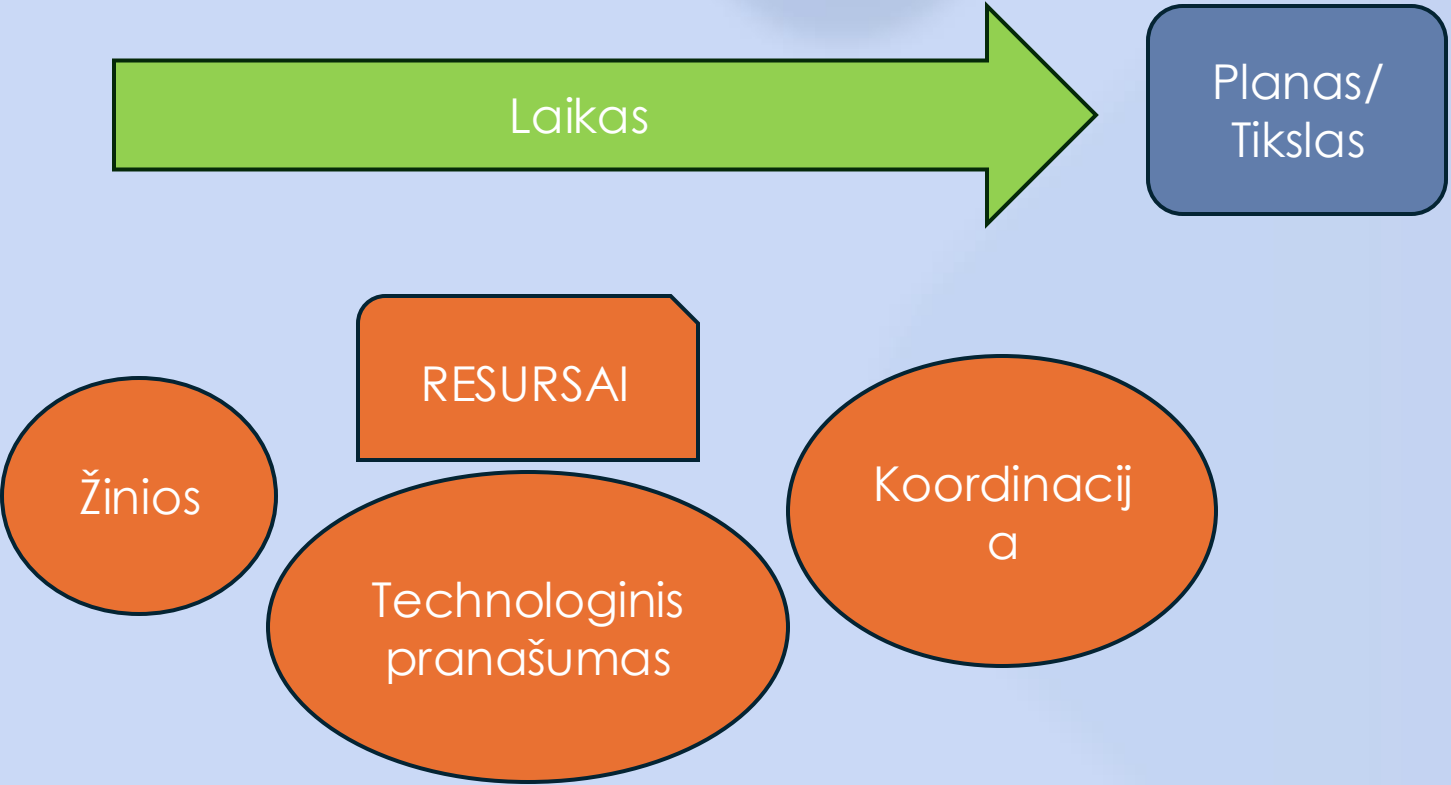 Laikas
Planas/
Tikslas
RESURSAI
Žinios
Technologinis
pranašumas
Koordinacij
a